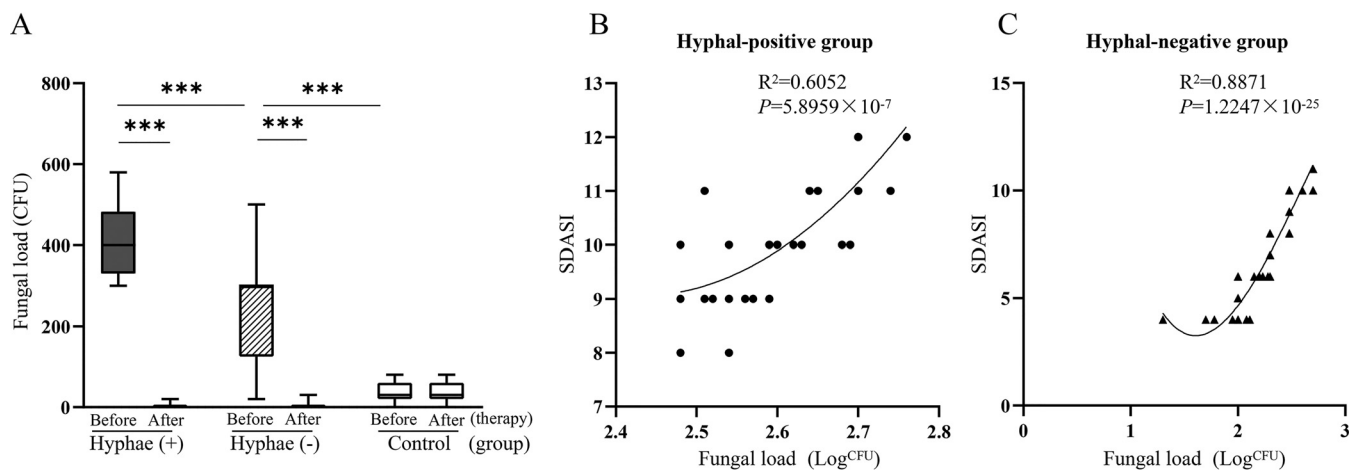 A
Fungal load (CFU)
800
600
400
200
0
***
***
***
***
Before After Before After Before After (therapy)
Hyphae (+) Hyphae (-) Control (group)
B
Hyphal-positive group
R²=0.6052
P=5.8959×10⁻⁷
SDASI
13
12
11
10
9
8
7
2.4 2.5 2.6 2.7 2.8
Fungal load (Logᶜᶠᵁ)
C
Hyphal-negative group
R²=0.8871
P=1.2247×10⁻²⁵
SDASI
15
10
5
0
0 1 2 3
Fungal load (Logᶜᶠᵁ)